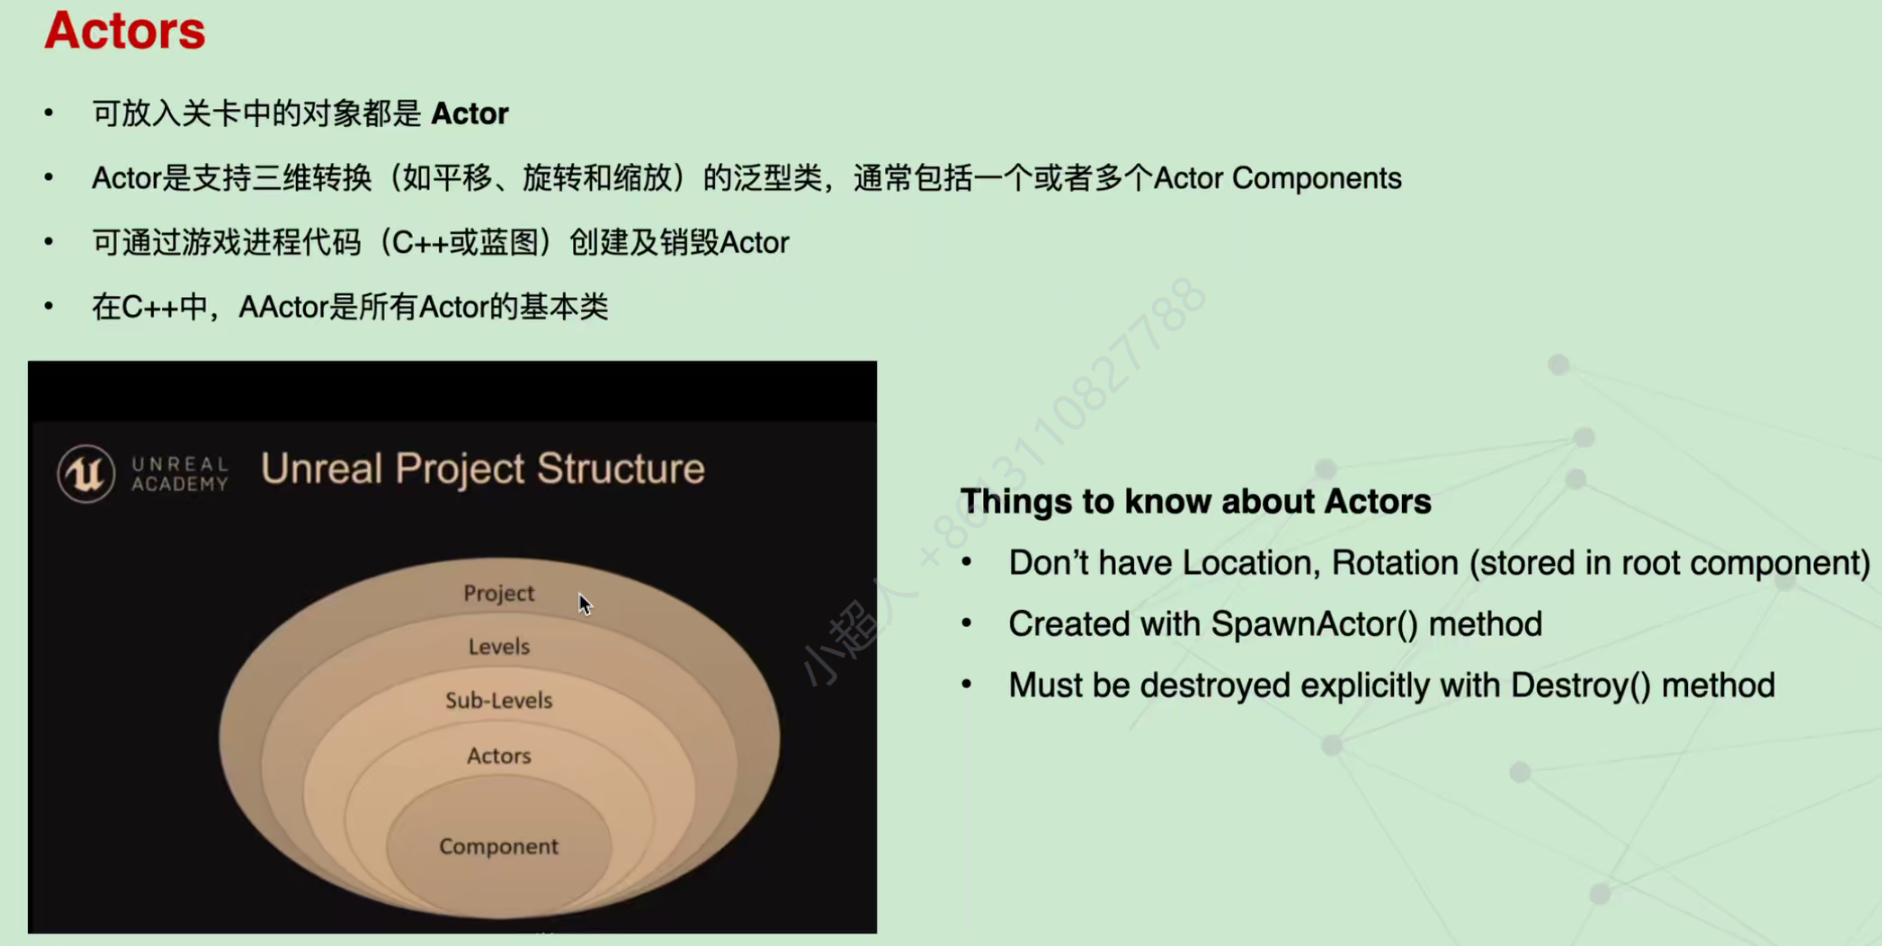 Actors
• 可放入关卡中的对象都是 Actor
• Actor是支持三维转换（如平移、旋转和缩放）的泛型类，通常包括一个或者多个Actor Components
• 可通过游戏进程代码（C++或蓝图）创建及销毁Actor
• 在C++中，AActor是所有Actor的基本类
UNREAL
ACADEMY
Unreal Project Structure
Project
Levels
Sub-Levels
Actors
Component
Things to know about Actors
• Don’t have Location, Rotation (stored in root component)
• Created with SpawnActor() method
• Must be destroyed explicitly with Destroy() method
小超人 +8613110827788